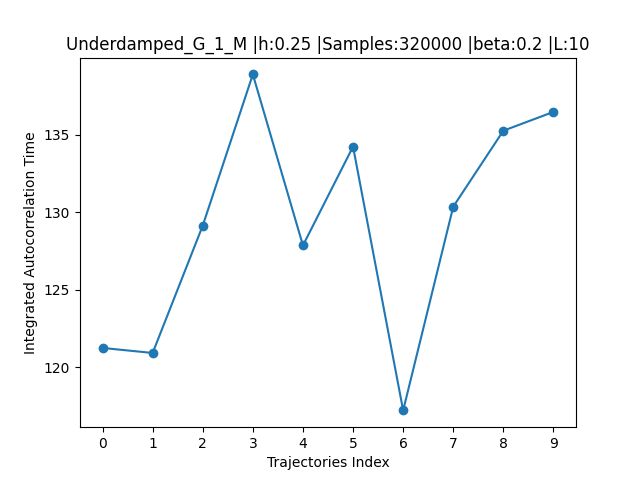 Underdamped_G_1_M |h:0.25 |Samples:320000 |beta:0.2 |L:10
Integrated Autocorrelation Time
135
130
125
120
0 1 2 3 4 5 6 7 8 9
Trajectories Index